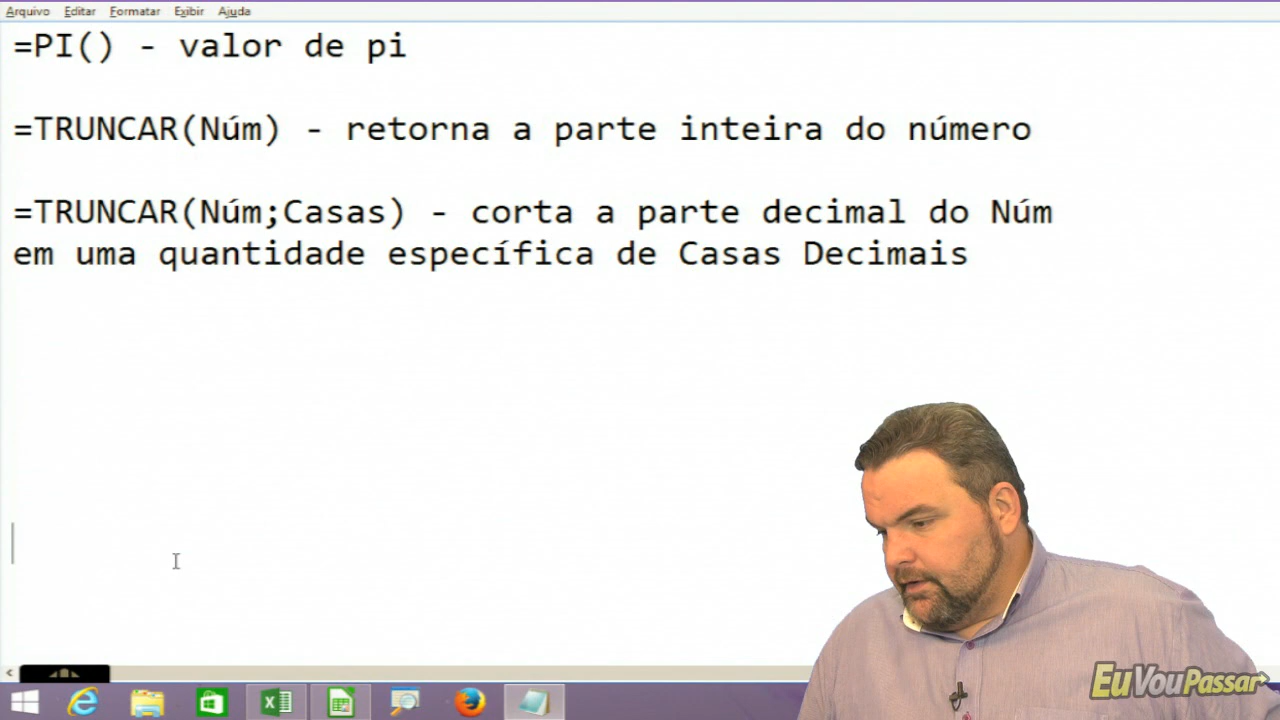 Arquivo Editar Formatar Exibir Ajuda
=PI() - valor de pi
=TRUNCAR(Núm) - retorna a parte inteira do número
=TRUNCAR(Núm;Casas) - corta a parte decimal do Núm
em uma quantidade específica de Casas Decimais
EuVouPassar